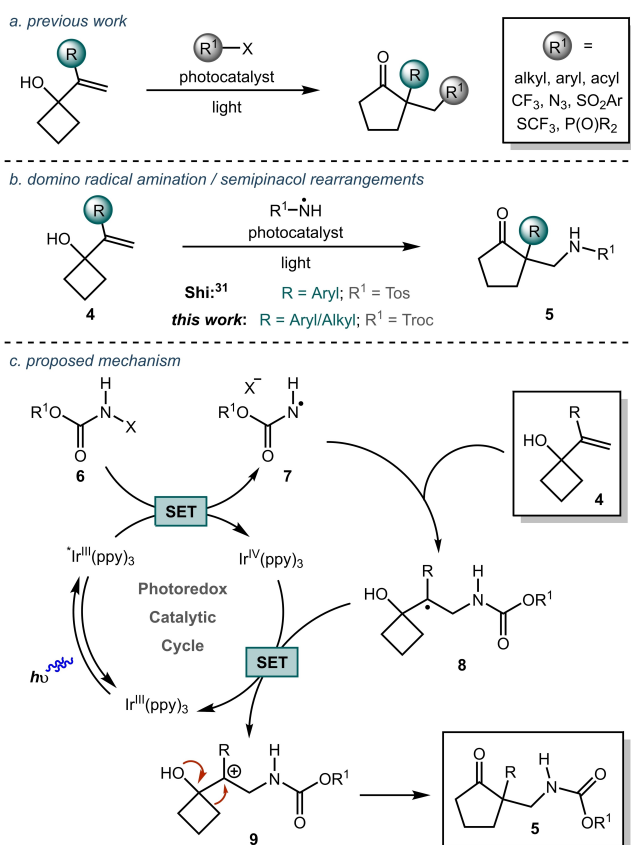 a. previous work
R
HO
R¹—X
photocatalyst
light
O
R
R¹
R¹ =
alkyl, aryl, acyl
CF₃, N₃, SO₂Ar
SCF₃, P(O)R₂
b. domino radical amination / semipinacol rearrangements
R
HO
4
R¹—ṄH
photocatalyst
light
Shi:³¹ R = Aryl; R¹ = Tos
this work: R = Aryl/Alkyl; R¹ = Troc
O
R
H
N
R¹
5
c. proposed mechanism
R¹O
H
N
X
O
6
X⁻
R¹O
H
N•
O
7
R
HO
4
SET
*Irᴵᴵᴵ(ppy)₃
Irᴵⱽ(ppy)₃
Photoredox
Catalytic
Cycle
hυ
SET
Irᴵᴵᴵ(ppy)₃
R
HO
•
H
N
OR¹
O
8
R
HO
⊕
H
N
OR¹
O
9
O
R
H
N
O
OR¹
5